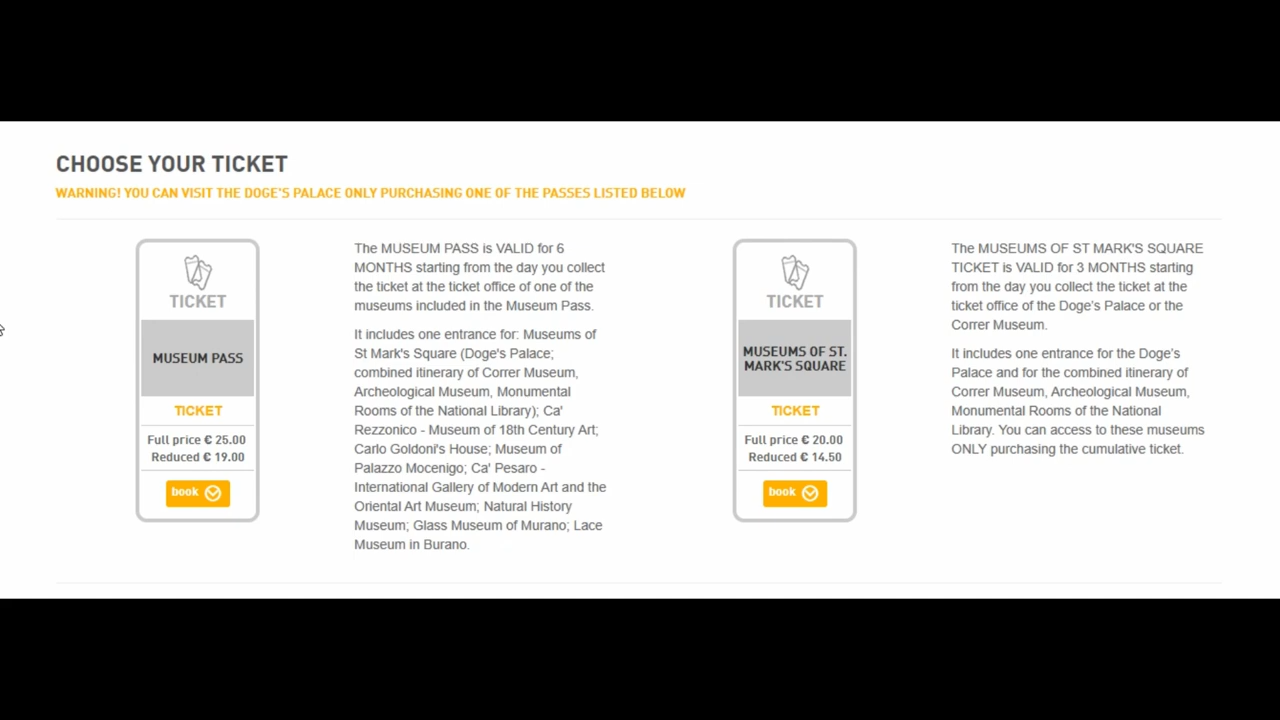 CHOOSE YOUR TICKET
WARNING! YOU CAN VISIT THE DOGE'S PALACE ONLY PURCHASING ONE OF THE PASSES LISTED BELOW
TICKET
MUSEUM PASS
TICKET
Full price € 25.00
Reduced € 19.00
book
The MUSEUM PASS is VALID for 6
MONTHS starting from the day you collect
the ticket at the ticket office of one of the
museums included in the Museum Pass.
It includes one entrance for: Museums of
St Mark's Square (Doge's Palace;
combined itinerary of Correr Museum,
Archeological Museum, Monumental
Rooms of the National Library); Ca'
Rezzonico - Museum of 18th Century Art;
Carlo Goldoni's House; Museum of
Palazzo Mocenigo; Ca' Pesaro -
International Gallery of Modern Art and the
Oriental Art Museum; Natural History
Museum; Glass Museum of Murano; Lace
Museum in Burano.
TICKET
MUSEUMS OF ST.
MARK'S SQUARE
TICKET
Full price € 20.00
Reduced € 14.50
book
The MUSEUMS OF ST MARK'S SQUARE
TICKET is VALID for 3 MONTHS starting
from the day you collect the ticket at the
ticket office of the Doge's Palace or the
Correr Museum.
It includes one entrance for the Doge's
Palace and for the combined itinerary of
Correr Museum, Archeological Museum,
Monumental Rooms of the National
Library. You can access to these museums
ONLY purchasing the cumulative ticket.